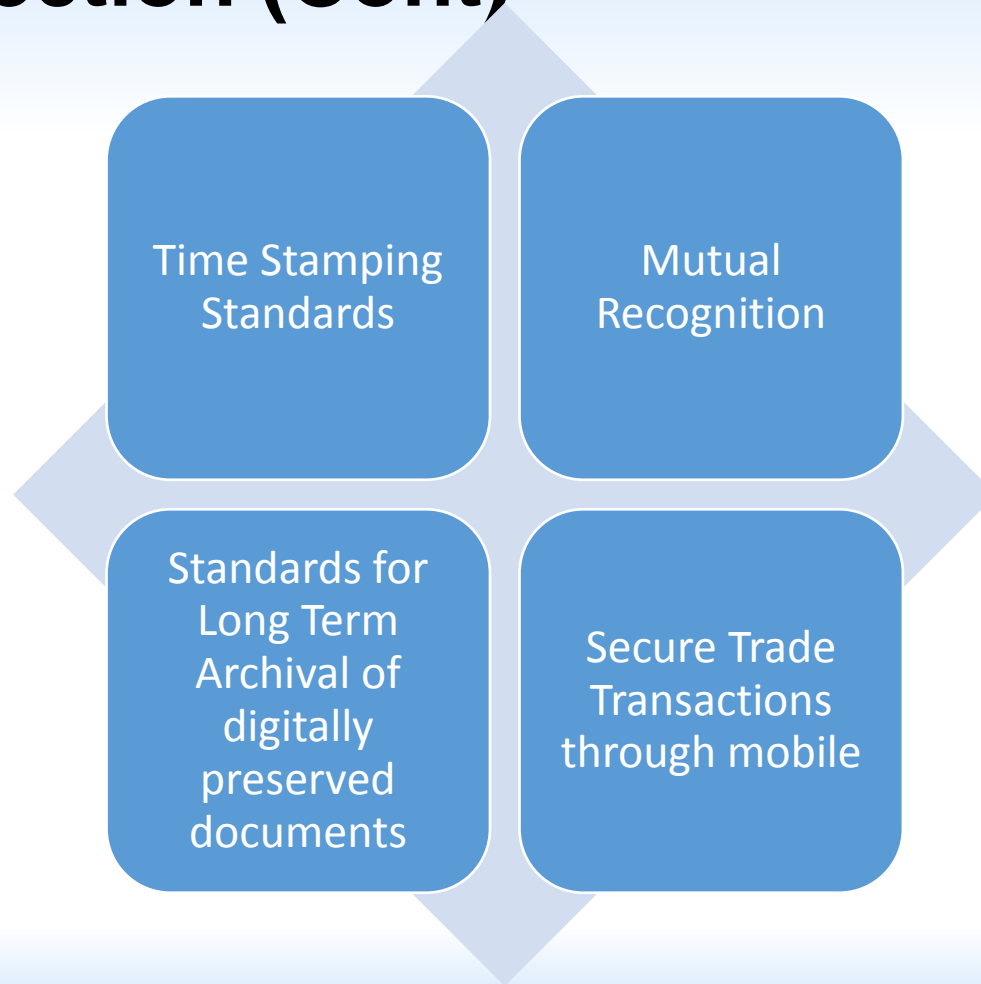 (Cont)
Time Stamping
Standards
Mutual
Recognition
Standards for
Long Term
Archival of
digitally
preserved
documents
Secure Trade
Transactions
through mobile